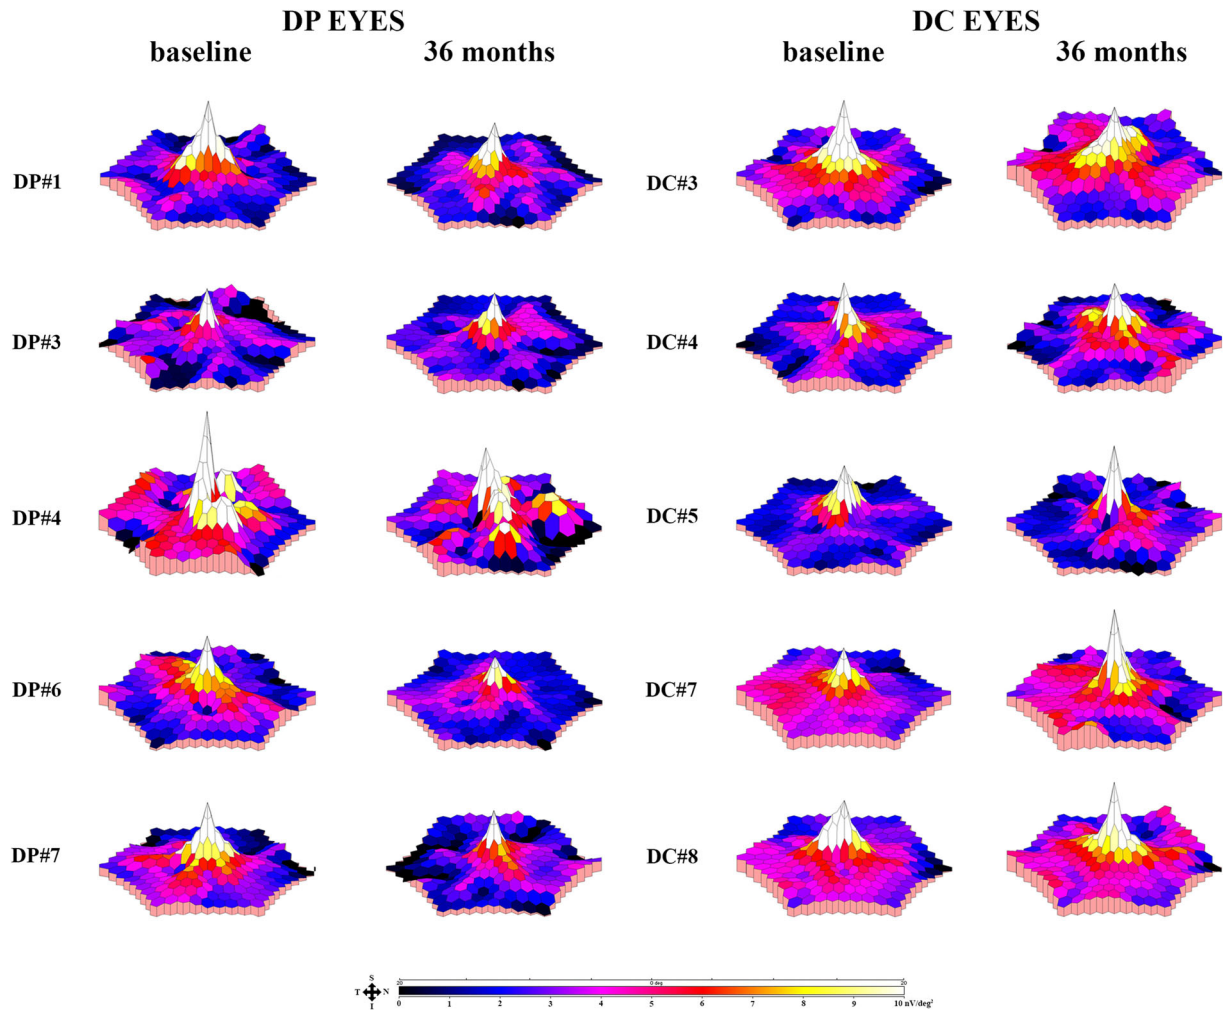 DP EYES DC EYES
baseline 36 months baseline 36 months
DP#1 DC#3
DP#3 DC#4
DP#4 DC#5
DP#6 DC#7
DP#7 DC#8
S
T N
I
20 0 deg 20
0 1 2 3 4 5 6 7 8 9 10 nV/deg²